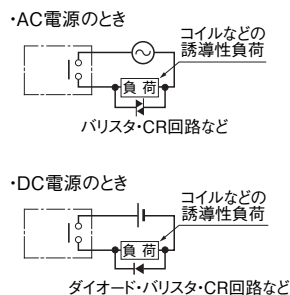 ・AC電源のとき
コイルなどの
誘導性負荷
負荷
バリスタ・CR回路など
・DC電源のとき
コイルなどの
誘導性負荷
負荷
ダイオード・バリスタ・CR回路など